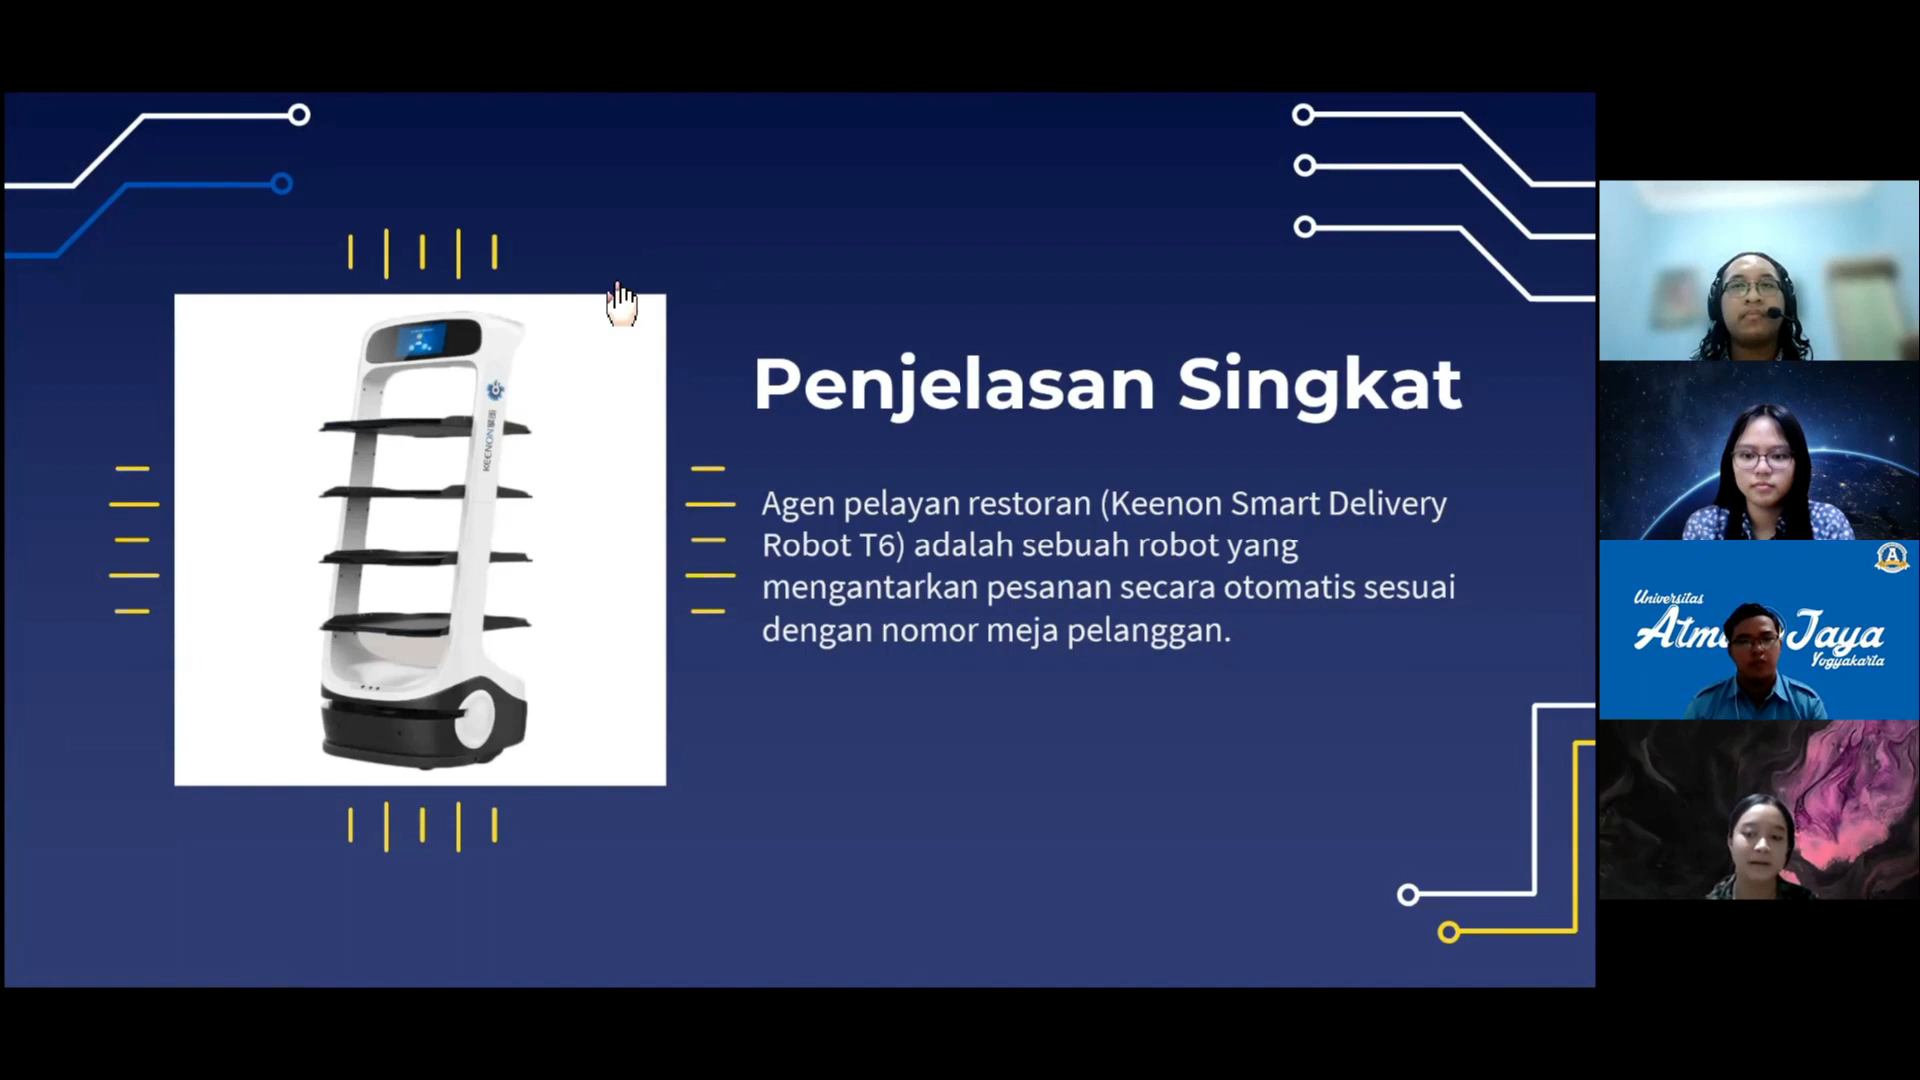 Penjelasan Singkat
Agen pelayan restoran (Keenon Smart Delivery
Robot T6) adalah sebuah robot yang
mengantarkan pesanan secara otomatis sesuai
dengan nomor meja pelanggan.
KEENON
Universitas
Jaya
Yogyakarta